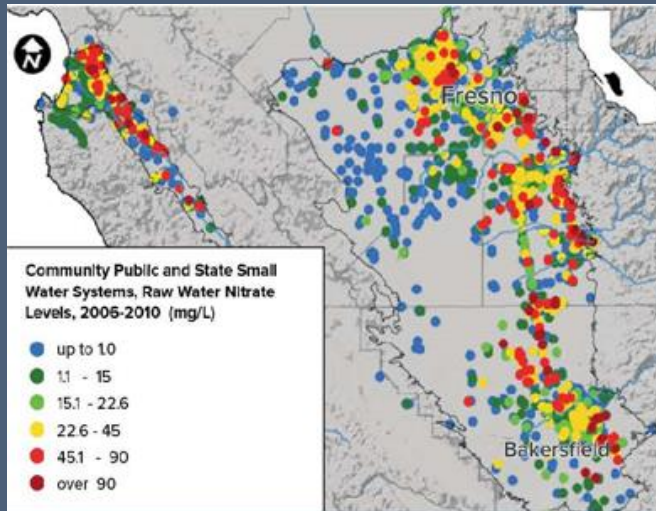 N
Fresno
Community Public and State Small
Water Systems, Raw Water Nitrate
Levels, 2006-2010 (mg/L)
up to 1.0
1.1 - 15
15.1 - 22.6
22.6 - 45
45.1 - 90
over 90
Bakersfield